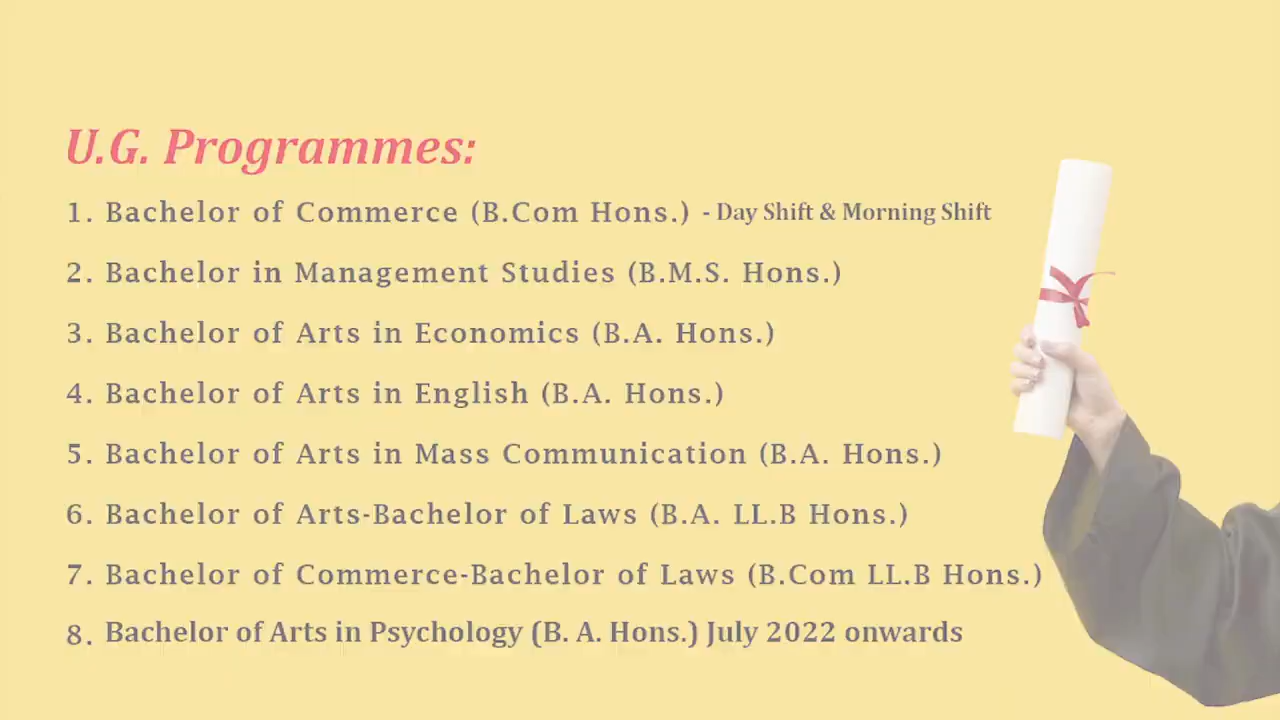 U.G. Programmes:
1. Bachelor of Commerce (B.Com Hons.) - Day Shift & Morning Shift
2. Bachelor in Management Studies (B.M.S. Hons.)
3. Bachelor of Arts in Economics (B.A. Hons.)
4. Bachelor of Arts in English (B.A. Hons.)
5. Bachelor of Arts in Mass Communication (B.A. Hons.)
6. Bachelor of Arts-Bachelor of Laws (B.A. LL.B Hons.)
7. Bachelor of Commerce-Bachelor of Laws (B.Com LL.B Hons.)
8. Bachelor of Arts in Psychology (B. A. Hons.) July 2022 onwards